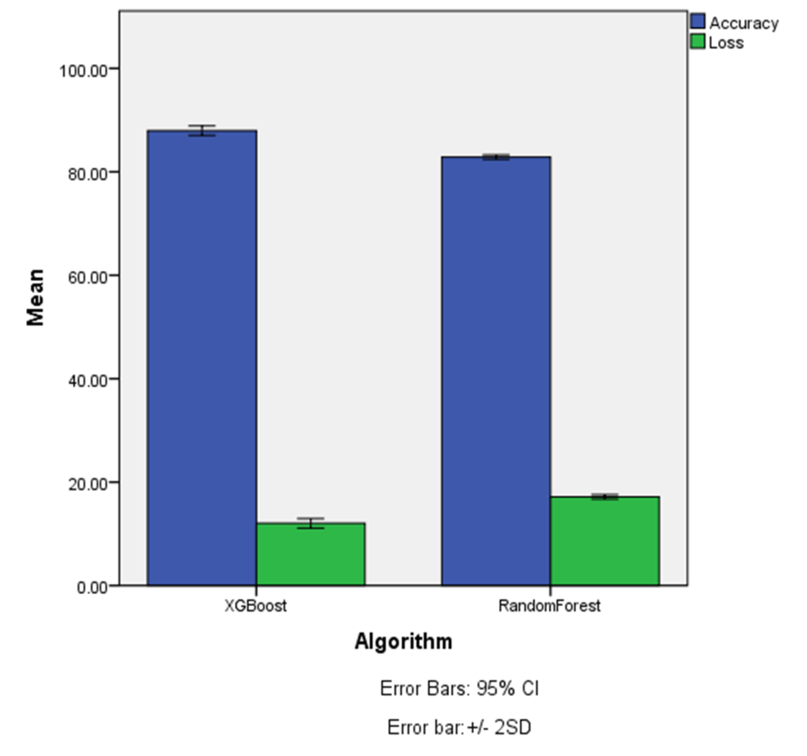 Accuracy
Loss
100.00
80.00
60.00
40.00
20.00
0.00
Mean
XGBoost RandomForest
Algorithm
Error Bars: 95% CI
Error bar:+/- 2SD